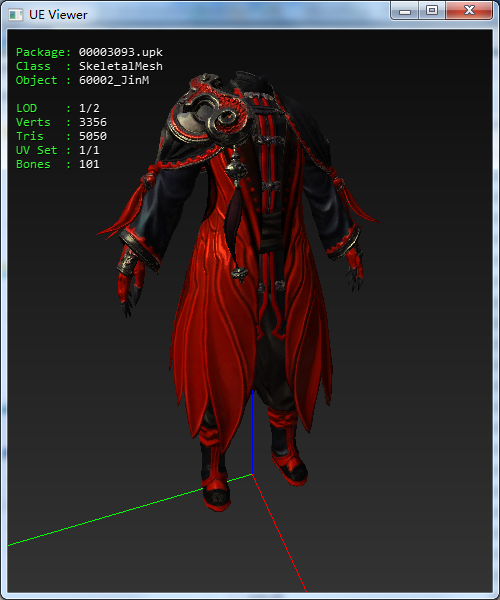 UE Viewer
Package: 00003093.upk
Class  : SkeletalMesh
Object : 60002_JinM
LOD    : 1/2
Verts  : 3356
Tris   : 5050
UV Set : 1/1
Bones  : 101